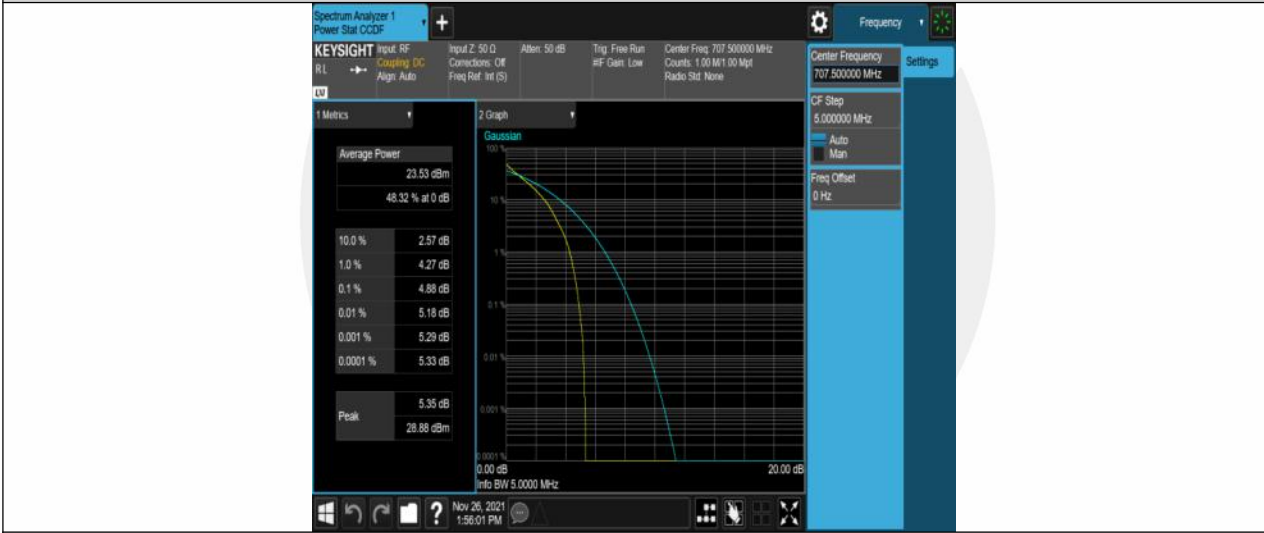 Spectrum Analyzer 1
Power Stat CCDF
+
Frequency
KEYSIGHT
Input: RF
Coupling: DC
Align: Auto
RL
LV
Input Z: 50 Ω
Corrections: Off
Freq Ref: Int (S)
Atten: 50 dB
Trig: Free Run
#IF Gain: Low
Center Freq: 707.500000 MHz
Counts: 1.00 M/1.00 Mpt
Radio Std: None
Center Frequency
707.500000 MHz
Settings
CF Step
5.000000 MHz
Auto
Man
Freq Offset
0 Hz
1 Metrics
Average Power
23.53 dBm
48.32 % at 0 dB
10.0 % 2.57 dB
1.0 % 4.27 dB
0.1 % 4.88 dB
0.01 % 5.18 dB
0.001 % 5.29 dB
0.0001 % 5.33 dB
Peak
5.35 dB
28.88 dBm
2 Graph
Gaussian
100 %
10 %
1 %
0.1 %
0.01 %
0.001 %
0.0001 %
0.00 dB 20.00 dB
Info BW 5.0000 MHz
?
Nov 26, 2021
1:56:01 PM